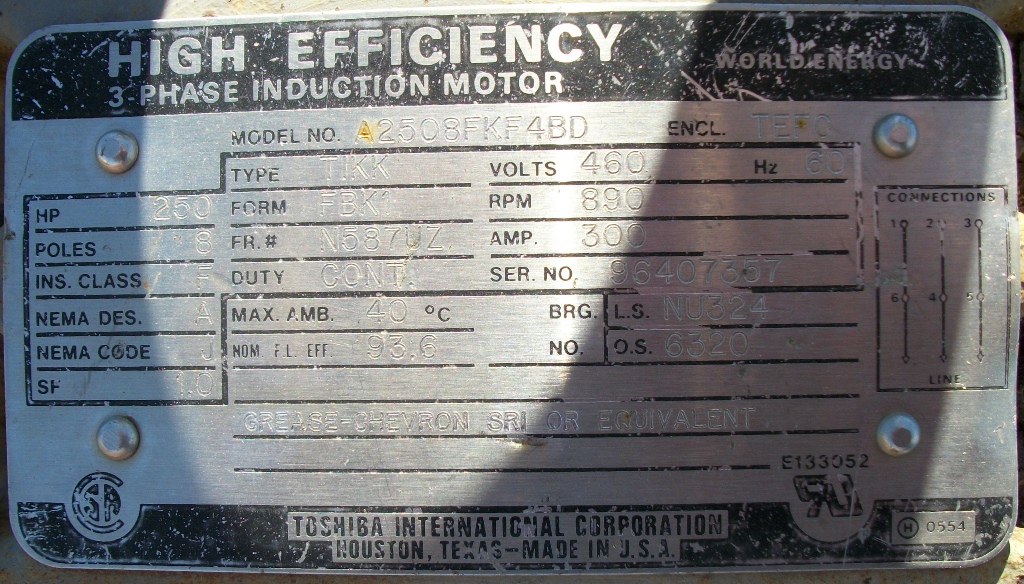 HIGH EFFICIENCY
3-PHASE INDUCTION MOTOR
WORLD ENERGY
MODEL NO. A2508FKF4BD ENCL. TEFC
TYPE TIKK VOLTS 460 Hz 60
HP 250 FORM FBK1 RPM 890
POLES 8 FR.# N587UZ AMP. 300
INS. CLASS F DUTY CONT. SER. NO. 96407367
NEMA DES. A MAX. AMB. 40 °C BRG. L.S. NU324
NEMA CODE J NOM F.L. EFF. 93.6 NO. O.S. 6320
SF 1.0
CONNECTIONS
1 2 3
6 4 5
LINE
GREASE-CHEVRON SRI OR EQUIVALENT
E133052
TOSHIBA INTERNATIONAL CORPORATION
HOUSTON, TEXAS-MADE IN U.S.A.
H 0554